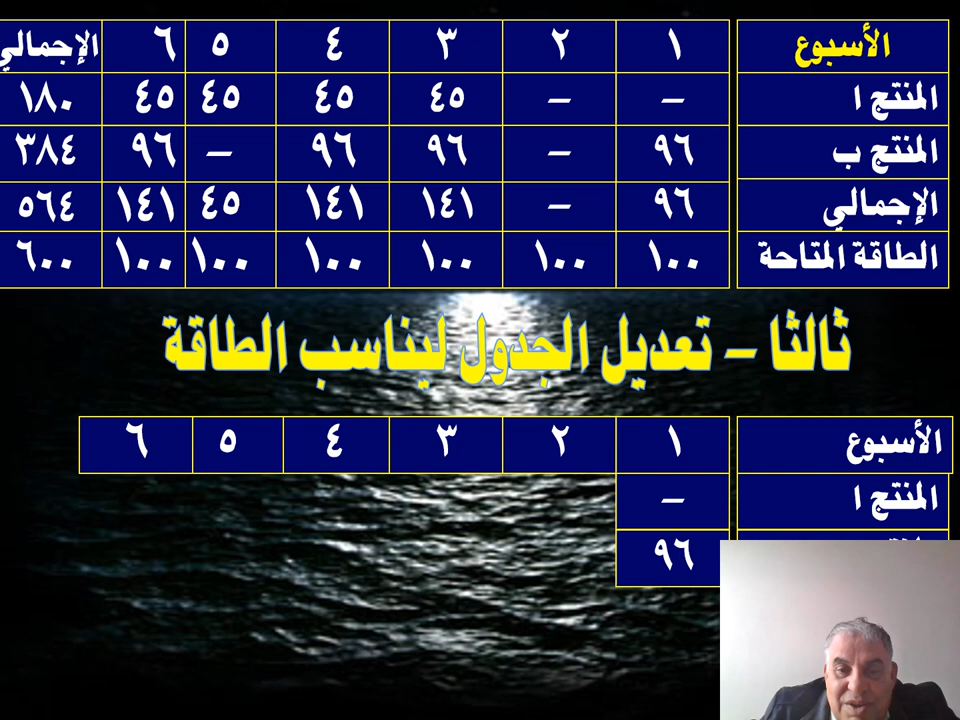 الأسبوع ١ ٢ ٣ ٤ ٥ ٦ الإجمالي
المنتج ا – – ٤٥ ٤٥ ٤٥ ٤٥ ١٨٠
المنتج ب ٩٦ – ٩٦ ٩٦ – ٩٦ ٣٨٤
الإجمالي ٩٦ – ١٤١ ١٤١ ٤٥ ١٤١ ٥٦٤
الطاقة المتاحة ١٠٠ ١٠٠ ١٠٠ ١٠٠ ١٠٠ ١٠٠ ٦٠٠
ثالثا – تعديل الجدول ليناسب الطاقة
الأسبوع ١ ٢ ٣ ٤ ٥ ٦
المنتج ا –
٩٦